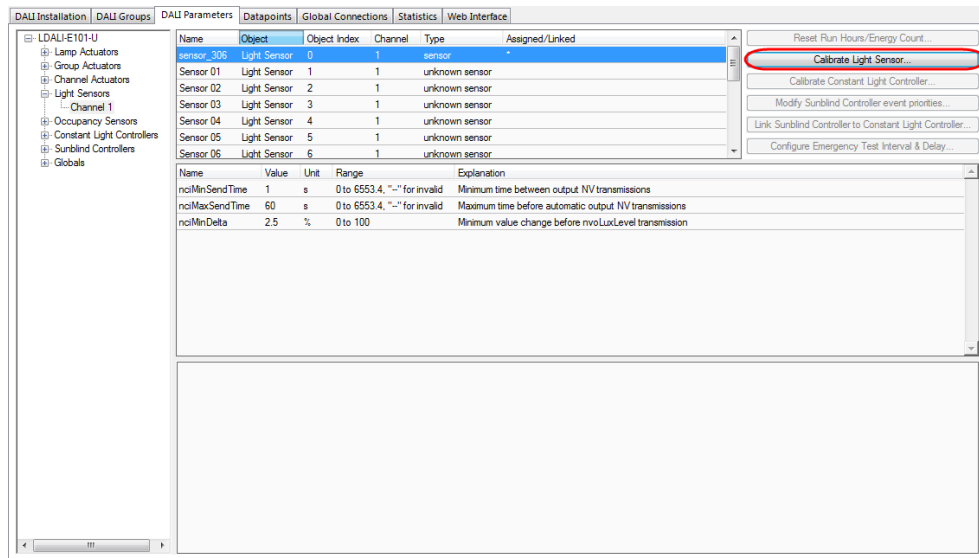 DALI Installation DALI Groups DALI Parameters Datapoints Global Connections Statistics Web Interface
LDALI-E101-U
Lamp Actuators
Group Actuators
Channel Actuators
Light Sensors
Channel 1
Occupancy Sensors
Constant Light Controllers
Sunblind Controllers
Globals
Name Object Object Index Channel Type Assigned/Linked
sensor_306 Light Sensor 0 1 sensor *
Sensor 01 Light Sensor 1 1 unknown sensor
Sensor 02 Light Sensor 2 1 unknown sensor
Sensor 03 Light Sensor 3 1 unknown sensor
Sensor 04 Light Sensor 4 1 unknown sensor
Sensor 05 Light Sensor 5 1 unknown sensor
Sensor 06 Light Sensor 6 1 unknown sensor
Reset Run Hours/Energy Count...
Calibrate Light Sensor...
Calibrate Constant Light Controller...
Modify Sunblind Controller event priorities...
Link Sunblind Controller to Constant Light Controller...
Configure Emergency Test Interval & Delay...
Name Value Unit Range Explanation
nciMinSendTime 1 s 0 to 6553.4, "--" for invalid Minimum time between output NV transmissions
nciMaxSendTime 60 s 0 to 6553.4, "--" for invalid Maximum time before automatic output NV transmissions
nciMinDelta 2.5 % 0 to 100 Minimum value change before nvoLuxLevel transmission